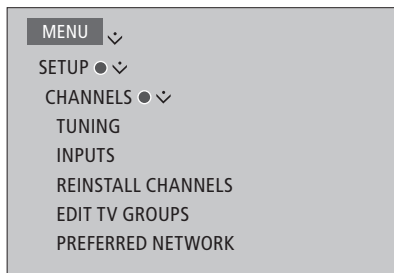 MENU
SETUP
CHANNELS
TUNING
INPUTS
REINSTALL CHANNELS
EDIT TV GROUPS
PREFERRED NETWORK